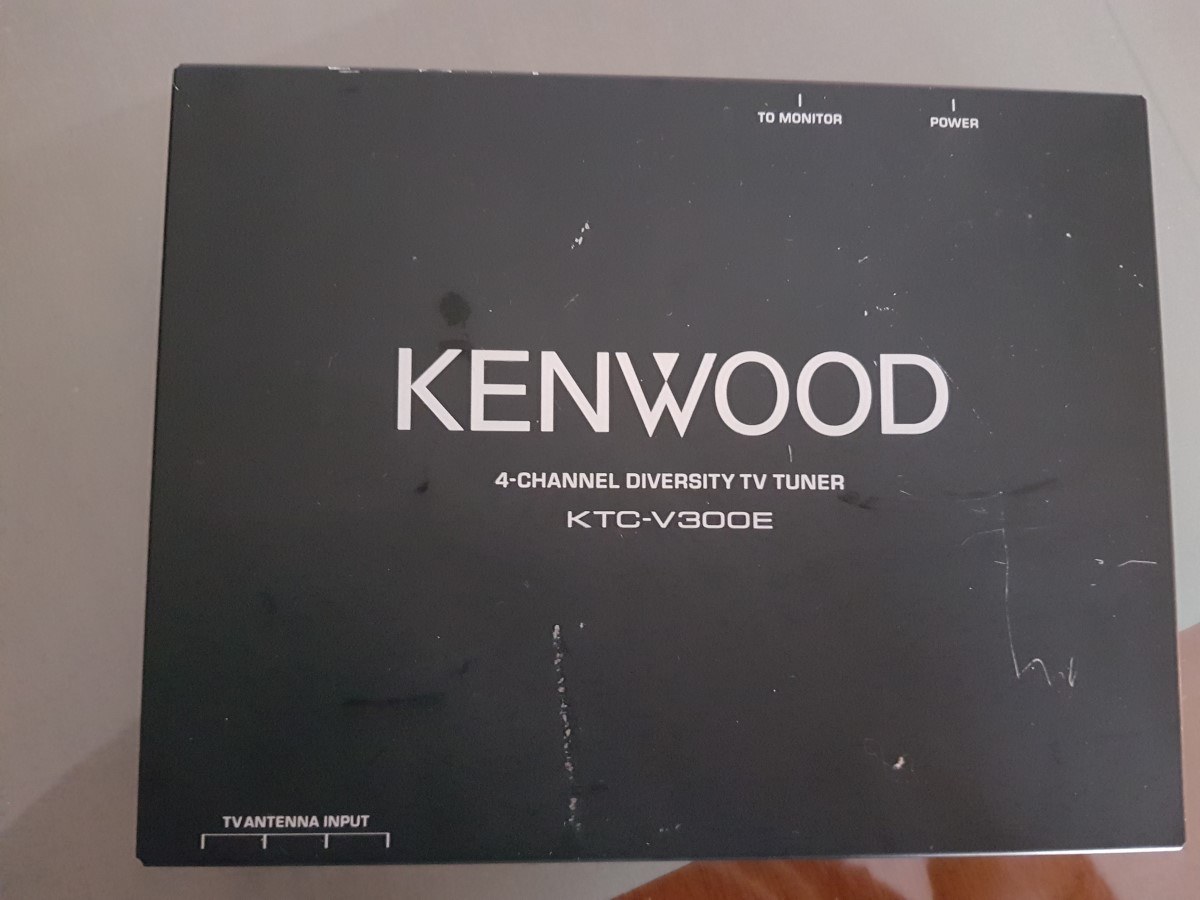 TO MONITOR
POWER
KENWOOD
4-CHANNEL DIVERSITY TV TUNER
KTC-V300E
TV ANTENNA INPUT